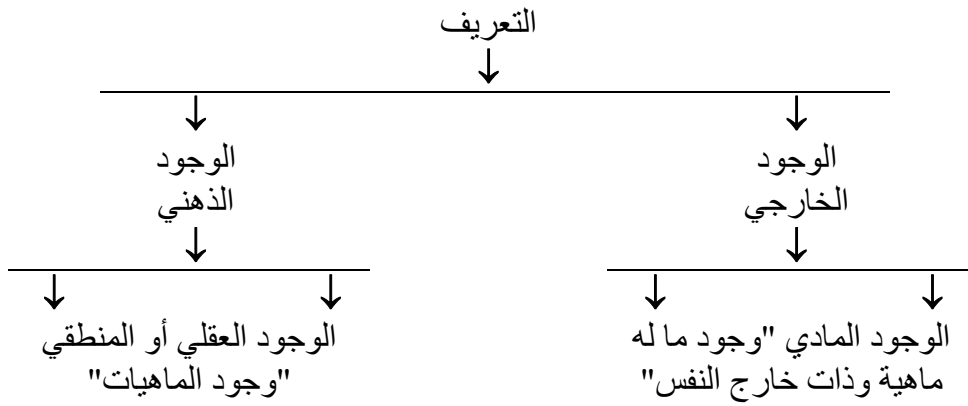 التعريف
الوجود
الخارجي
الوجود
الذهني
الوجود المادي "وجود ما له
ماهية وذات خارج النفس"
الوجود العقلي أو المنطقي
"وجود الماهيات"